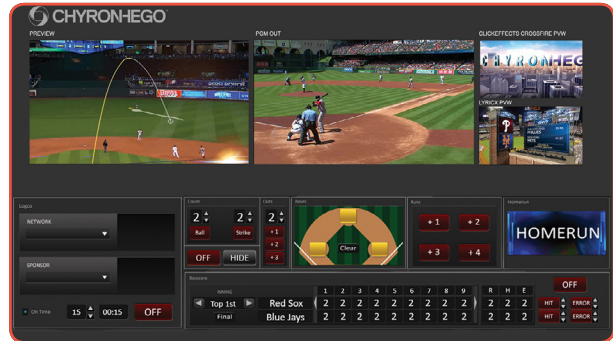 CHYRONHEGO
PREVIEW
PGM OUT
CLICKEFFECTS CROSSFIRE PVW
CHYRONHEG
LYRICX PVW
PHILLIES
METS
Logos
NETWORK
SPONSOR
On Time 15 00:15 OFF
Count
2 2
Ball Strike
OFF HIDE
Outs
2
+1
+2
+3
Bases
Clear
Runs
+1 +2
+3 +4
Homerun
HOMERUN
INNING 1 2 3 4 5 6 7 8 9 R H E
Top 1st Red Sox 2 2 2 2 2 2 2 2 2 2 2 2
Final Blue Jays 2 2 2 2 2 2 2 2 2 2 2 2
OFF
HIT ERROR
HIT ERROR